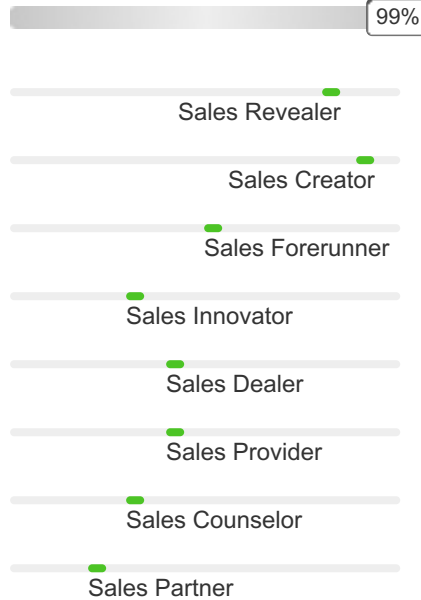 99%
Sales Revealer
Sales Creator
Sales Forerunner
Sales Innovator
Sales Dealer
Sales Provider
Sales Counselor
Sales Partner